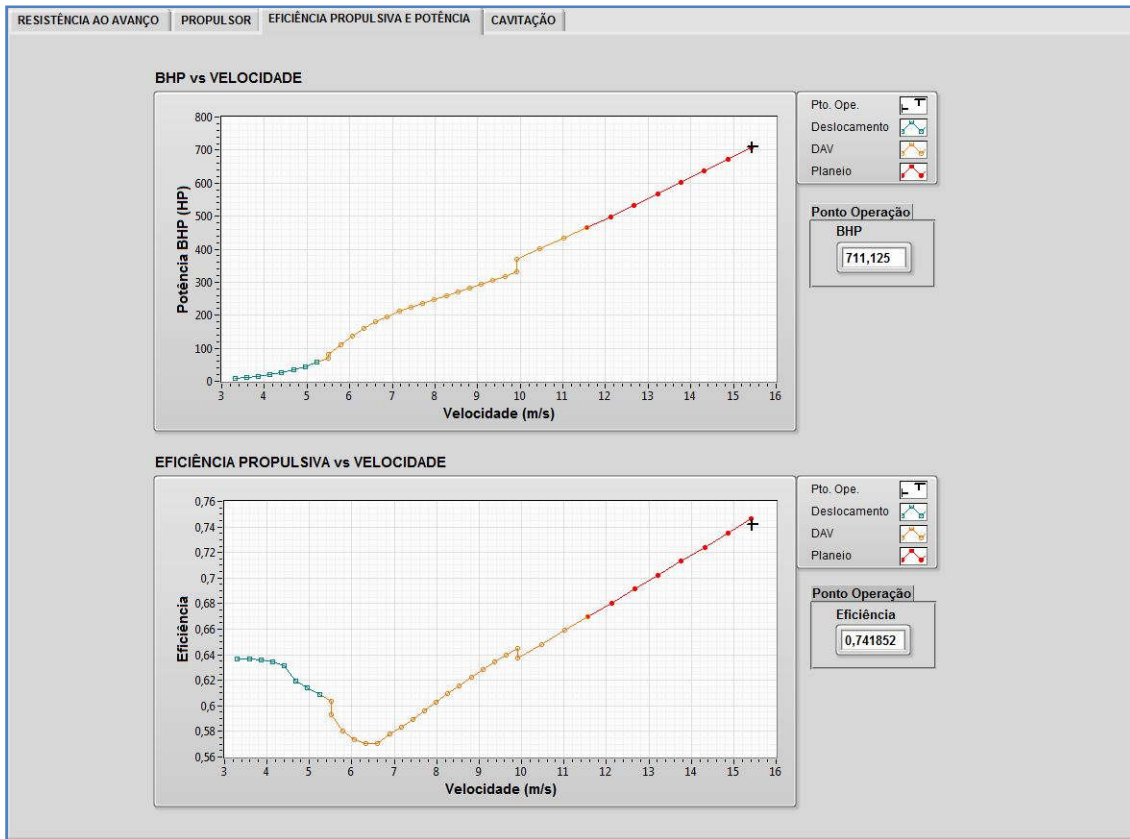 RESISTÊNCIA AO AVANÇO PROPULSOR EFICIÊNCIA PROPULSIVA E POTÊNCIA CAVITAÇÃO
BHP vs VELOCIDADE
Potência BHP (HP)
800
700
600
500
400
300
200
100
0
3 4 5 6 7 8 9 10 11 12 13 14 15 16
Velocidade (m/s)
Pto. Ope.
Deslocamento
DAV
Planeio
Ponto Operação
BHP
711,125
EFICIÊNCIA PROPULSIVA vs VELOCIDADE
Eficiência
0,76
0,74
0,72
0,7
0,68
0,66
0,64
0,62
0,6
0,58
0,56
3 4 5 6 7 8 9 10 11 12 13 14 15 16
Velocidade (m/s)
Pto. Ope.
Deslocamento
DAV
Planeio
Ponto Operação
Eficiência
0,741852